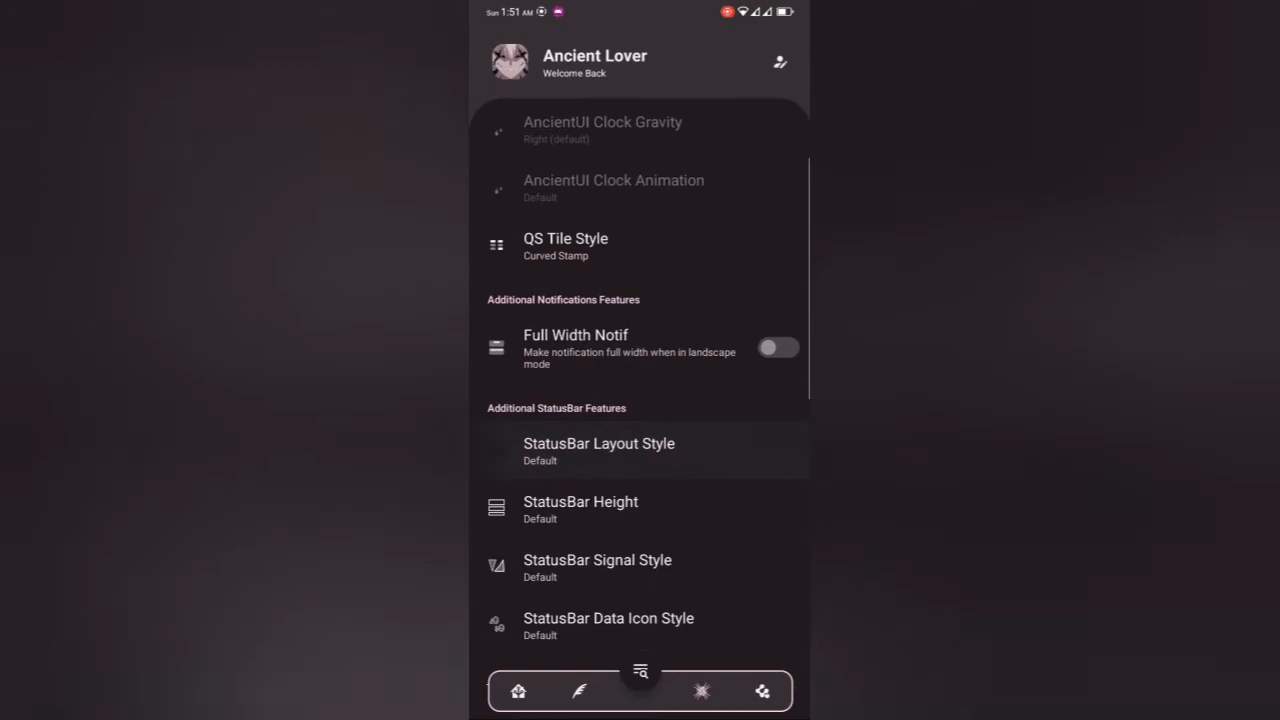 Sun 1:51 AM
Ancient Lover
Welcome Back
AncientUI Clock Gravity
Right (default)
AncientUI Clock Animation
Default
QS Tile Style
Curved Stamp
Additional Notifications Features
Full Width Notif
Make notification full width when in landscape
mode
Additional StatusBar Features
StatusBar Layout Style
Default
StatusBar Height
Default
StatusBar Signal Style
Default
StatusBar Data Icon Style
Default